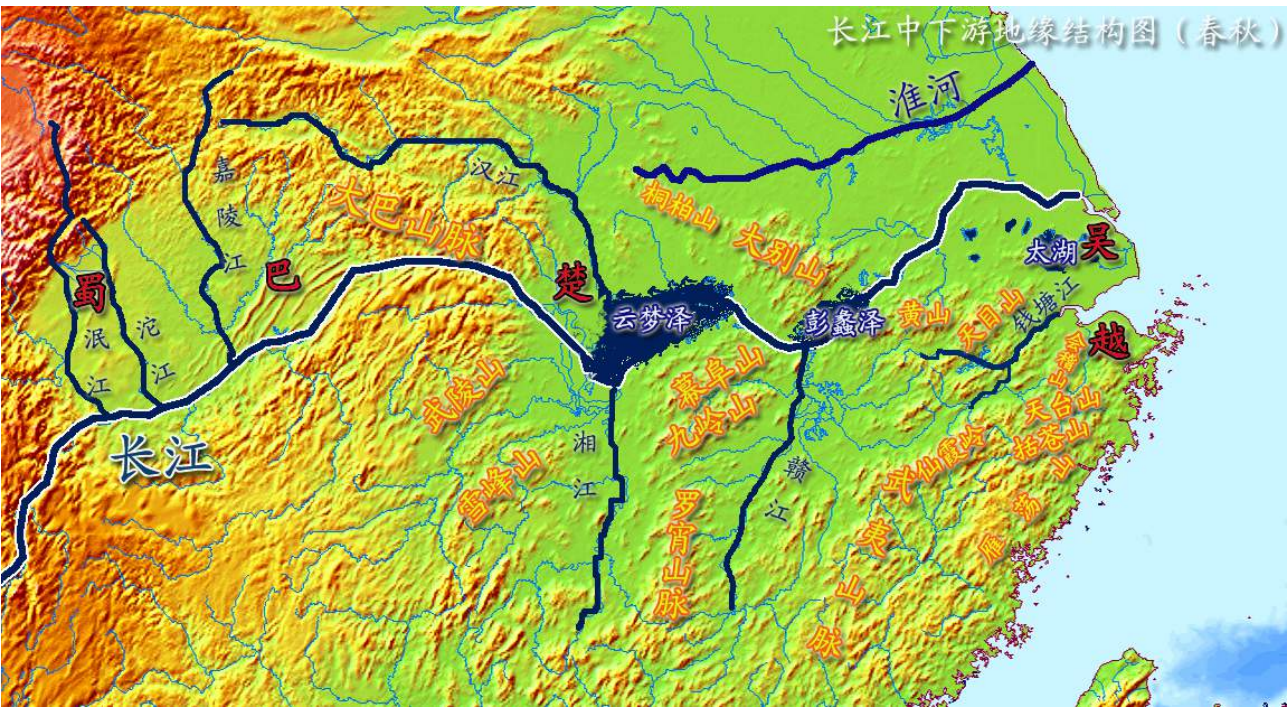 长江中下游地缘结构图（春秋）
淮河
嘉陵江
汉江
大巴山脉
桐柏山
大别山
蜀
巴
楚
吴
太湖
岷江
沱江
云梦泽
彭蠡泽
黄山
天目山
钱塘江
越
会稽山
武陵山
幕阜山
九岭山
天台山
括苍山
长江
雪峰山
湘江
罗宵山脉
赣江
仙霞岭
武夷山脉
雁荡山